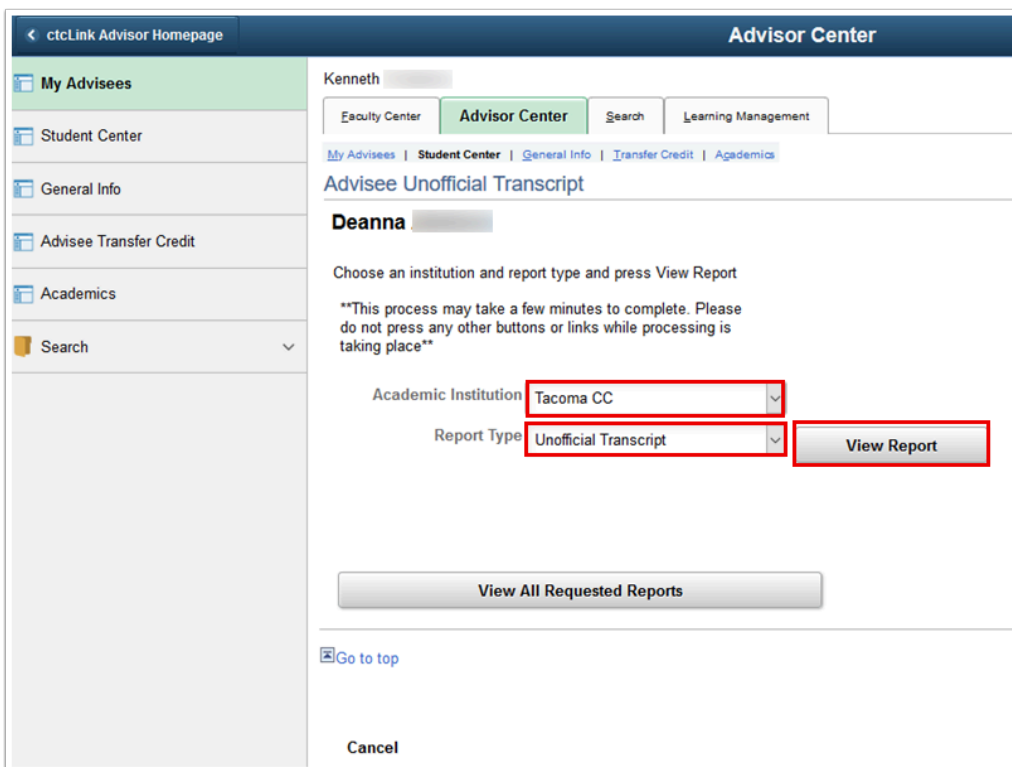 ctcLink Advisor Homepage
Advisor Center
My Advisees
Student Center
General Info
Advisee Transfer Credit
Academics
Search
Kenneth
Faculty Center
Advisor Center
Search
Learning Management
My Advisees | Student Center | General Info | Transfer Credit | Academics
Advisee Unofficial Transcript
Deanna
Choose an institution and report type and press View Report
**This process may take a few minutes to complete. Please
do not press any other buttons or links while processing is
taking place**
Academic Institution Tacoma CC
Report Type Unofficial Transcript
View Report
View All Requested Reports
Go to top
Cancel